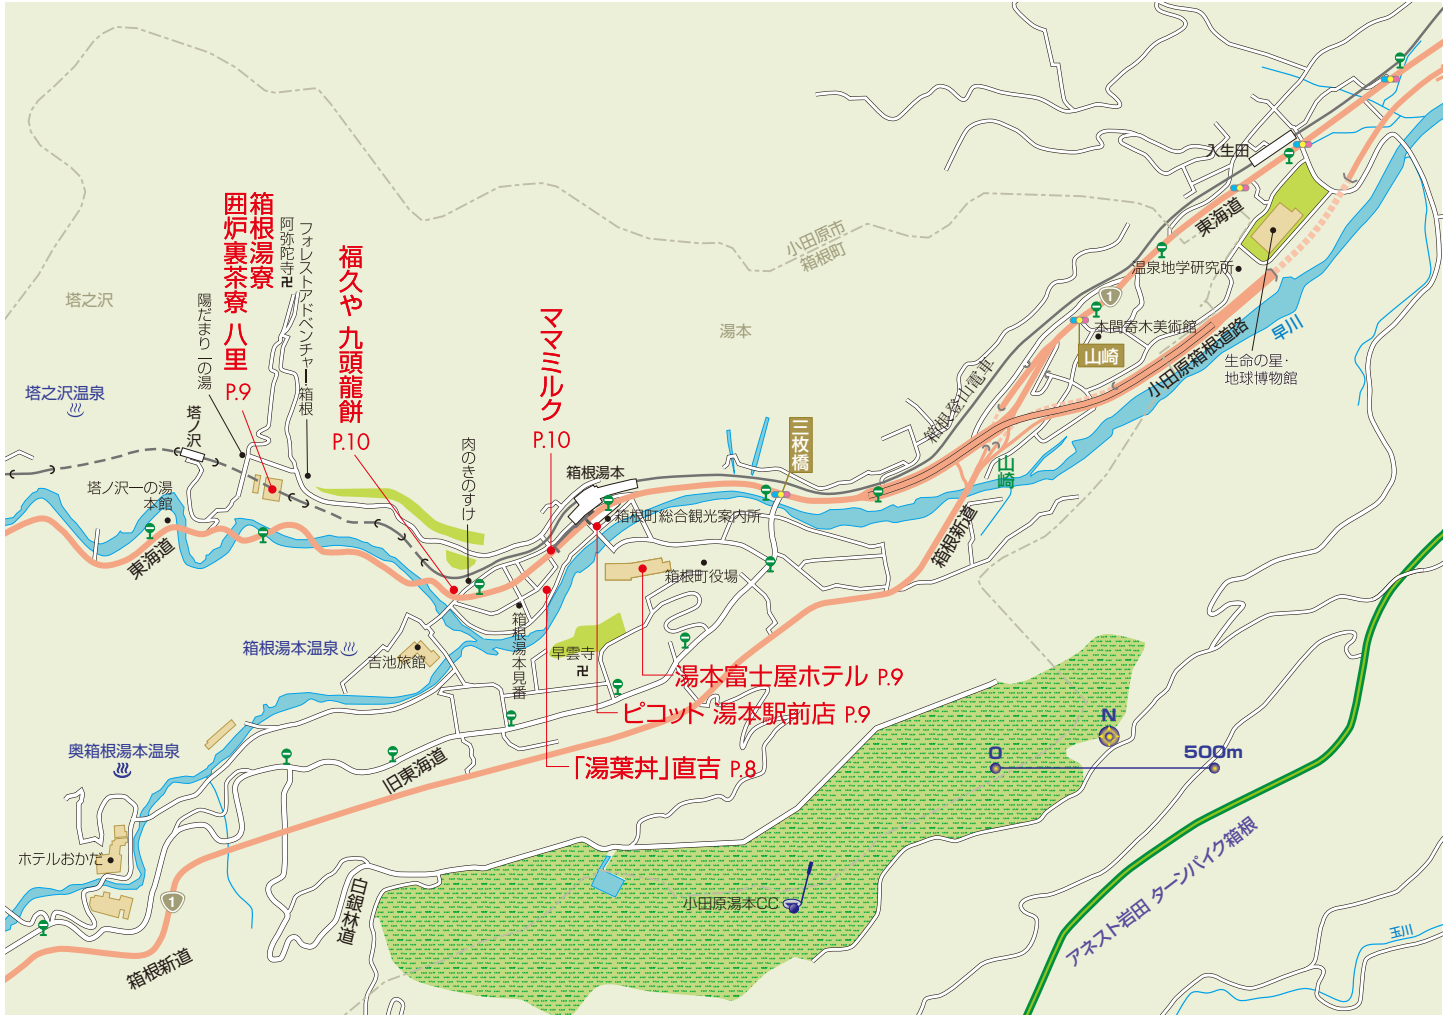 箱根湯寮
囲炉裏茶寮 八里
P.9
阿弥陀寺卍
フォレストアドベンチャー・箱根
陽だまり一の湯
福久や 九頭龍餅
P.10
ママミルク
P.10
塔之沢
塔之沢温泉
塔ノ沢
塔ノ沢一の湯
本館
東海道
肉のきのすけ
箱根湯本
箱根町総合観光案内所
三枚橋
湯本
小田原市
箱根町
入生田
東海道
温泉地学研究所
1
本間寄木美術館
山崎
小田原箱根道路
早川
生命の星・
地球博物館
箱根登山電車
山崎
箱根新道
箱根町役場
箱根湯本温泉
吉池旅館
箱根湯本見番
早雲寺
卍
湯本富士屋ホテル P.9
ピコット 湯本駅前店 P.9
「湯葉丼」直吉 P.8
奥箱根湯本温泉
旧東海道
ホテルおかだ
1
箱根新道
白銀林道
小田原湯本CC
N
0
500m
アネスト岩田 ターンパイク箱根
玉川